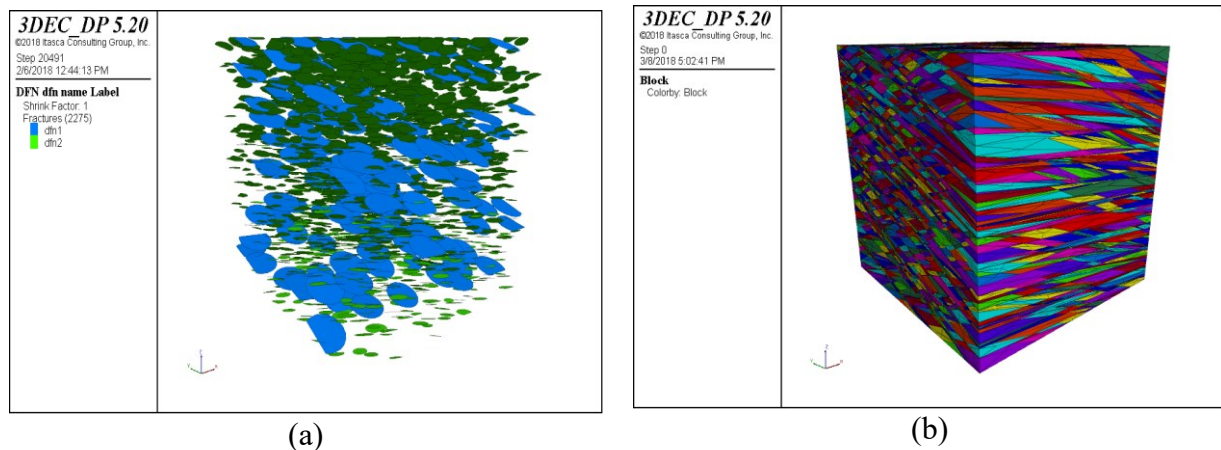 3DEC_DP 5.20
©2018 Itasca Consulting Group, Inc.
Step 20491
2/6/2018 12:44:13 PM
DFN dfn name Label
Shrink Factor: 1
Fractures (2275)
dfn1
dfn2
(a)
3DEC_DP 5.20
©2018 Itasca Consulting Group, Inc.
Step 0
3/8/2018 5:02:41 PM
Block
Colorby: Block
(b)